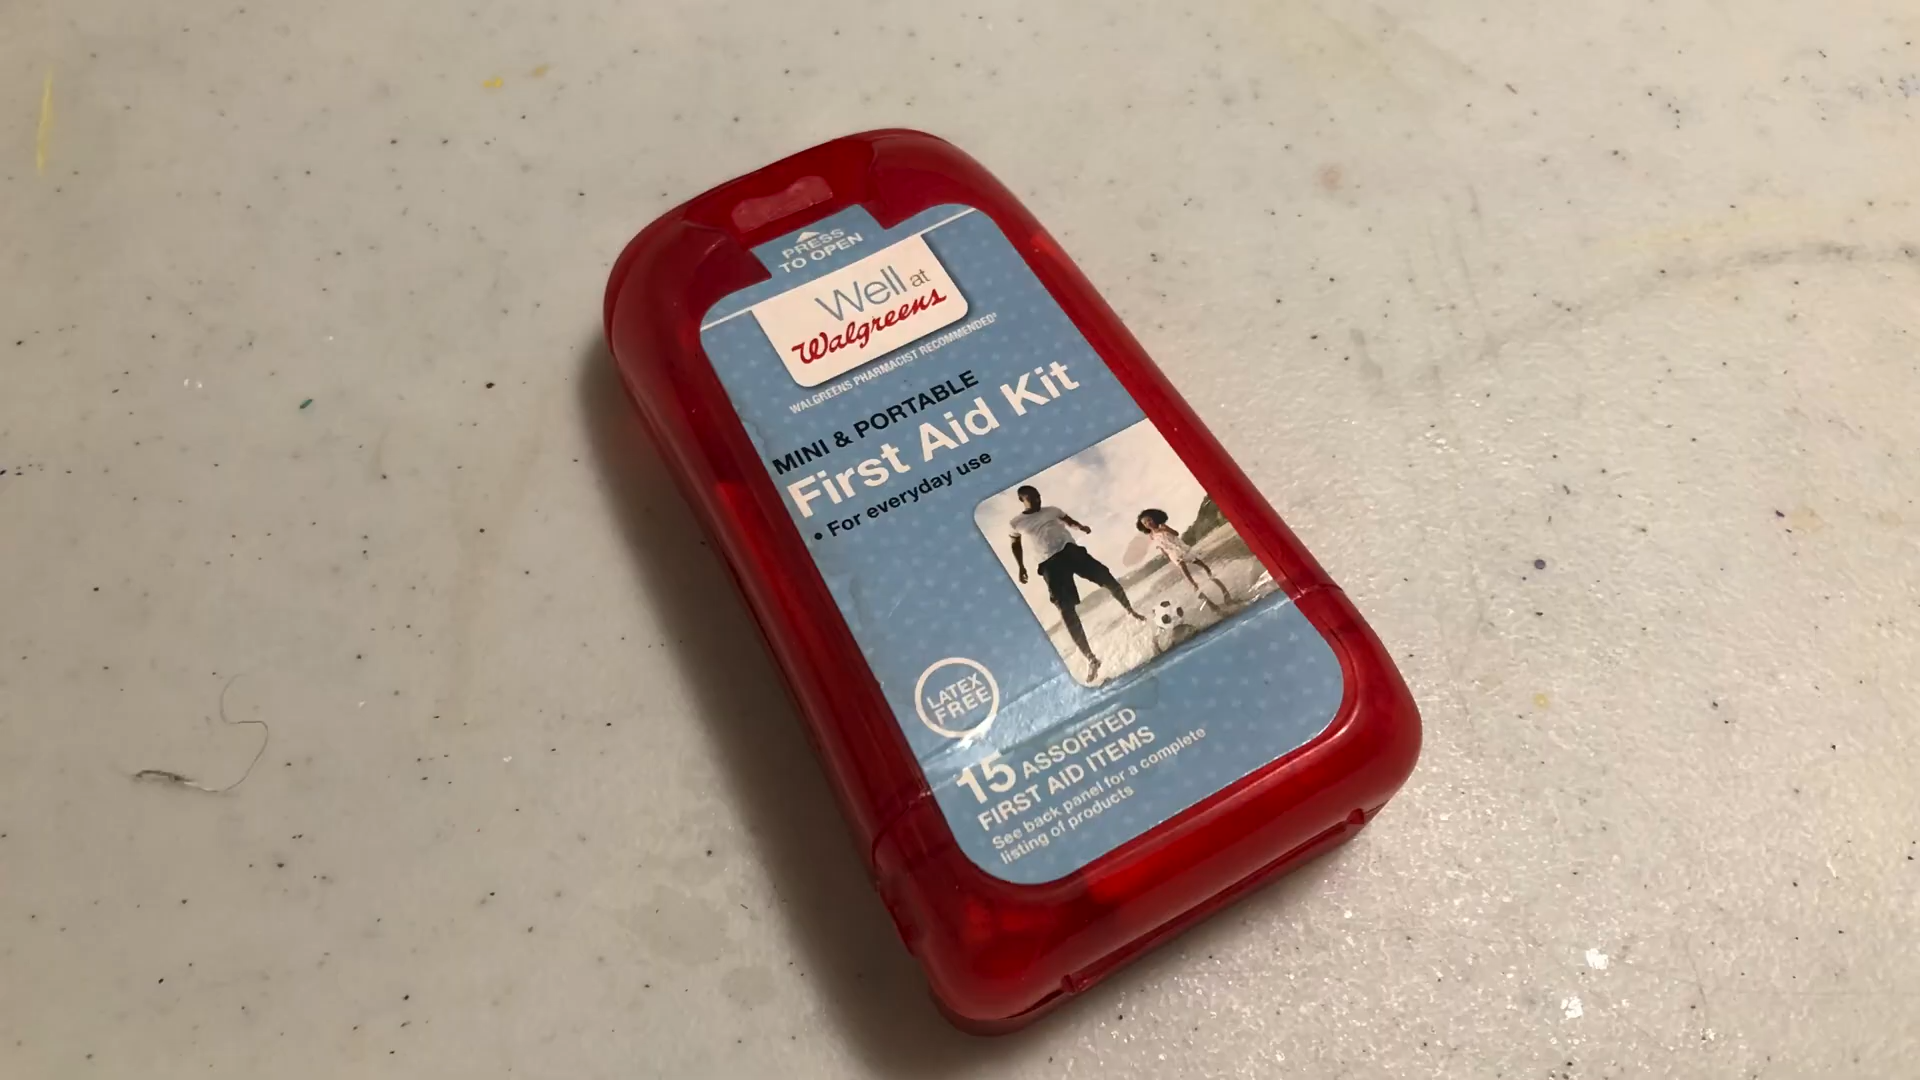 PRESS
TO OPEN
Well at
Walgreens
WALGREENS PHARMACIST RECOMMENDED
MINI & PORTABLE
First Aid Kit
• For everyday use
LATEX
FREE
15 ASSORTED
FIRST AID ITEMS
See back panel for a complete
listing of products